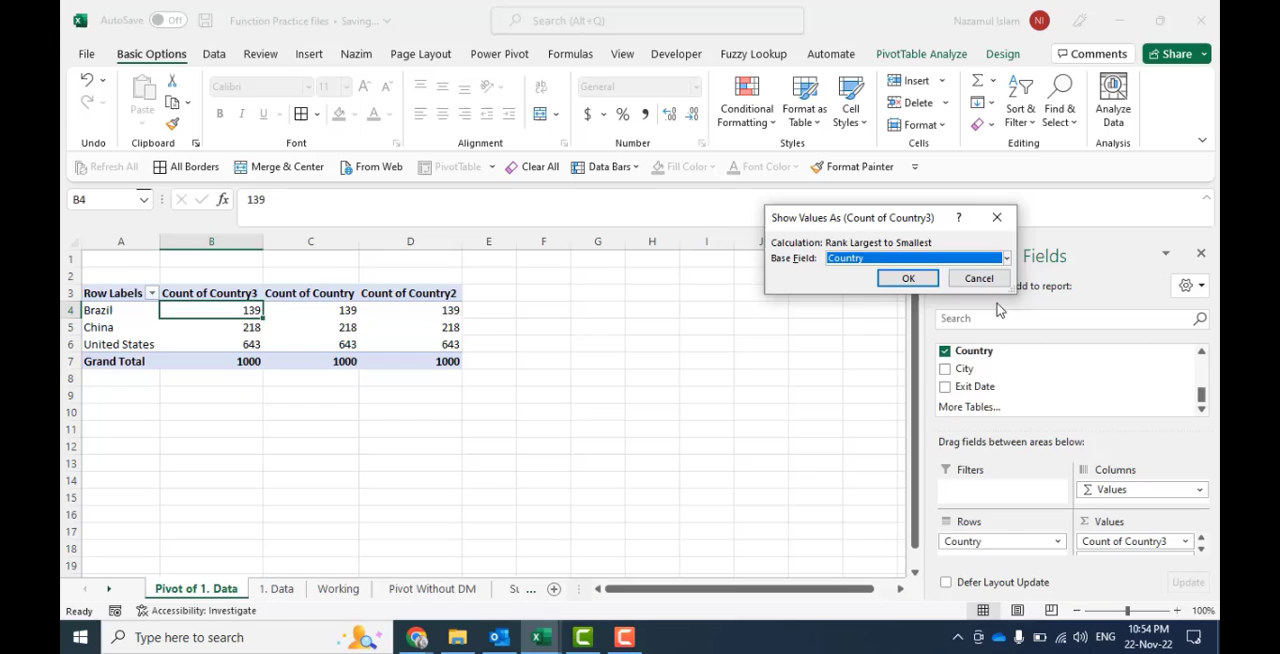 AutoSave Off Function Practice files • Saving... Search (Alt+Q) Nazamul Islam NI
File Basic Options Data Review Insert Nazim Page Layout Power Pivot Formulas View Developer Fuzzy Lookup Automate PivotTable Analyze Design Comments Share
Paste Calibri 11 General Conditional Formatting Format as Table Cell Styles Insert Delete Format Sort & Filter Find & Select Analyze Data
Undo Clipboard Font Alignment Number Styles Cells Editing Analysis
Refresh All All Borders Merge & Center From Web PivotTable Clear All Data Bars Fill Color Font Color Format Painter
B4 fx 139
Show Values As (Count of Country3) ?
Calculation: Rank Largest to Smallest
Base Field: Country
OK Cancel
A B C D E F G H I J
1
2
3 Row Labels Count of Country3 Count of Country Count of Country2
4 Brazil 139 139 139
5 China 218 218 218
6 United States 643 643 643
7 Grand Total 1000 1000 1000
8
9
10
11
12
13
14
15
16
17
18
19
Fields
dd to report:
Search
Country
City
Exit Date
More Tables...
Drag fields between areas below:
Filters Columns
Σ Values
Rows Σ Values
Country Count of Country3
Defer Layout Update Update
Pivot of 1. Data 1. Data Working Pivot Without DM Su ...
Ready Accessibility: Investigate 100%
Type here to search ENG 10:54 PM
22-Nov-22